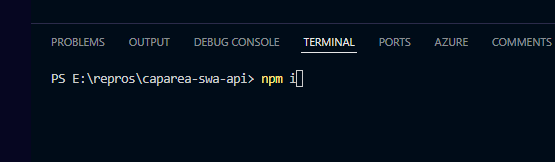 PROBLEMS OUTPUT DEBUG CONSOLE TERMINAL PORTS AZURE COMMENTS
PS E:\repros\caparea-swa-api> npm i